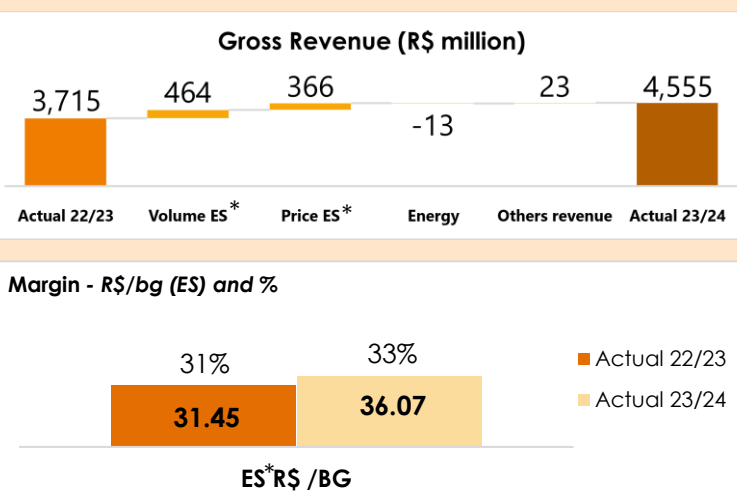 Gross Revenue (R$ million)
3,715 464 366 -13 23 4,555
Actual 22/23 Volume ES* Price ES* Energy Others revenue Actual 23/24
Margin - R$/bg (ES) and %
31% 33%
31.45 36.07
Actual 22/23
Actual 23/24
ES*R$ /BG